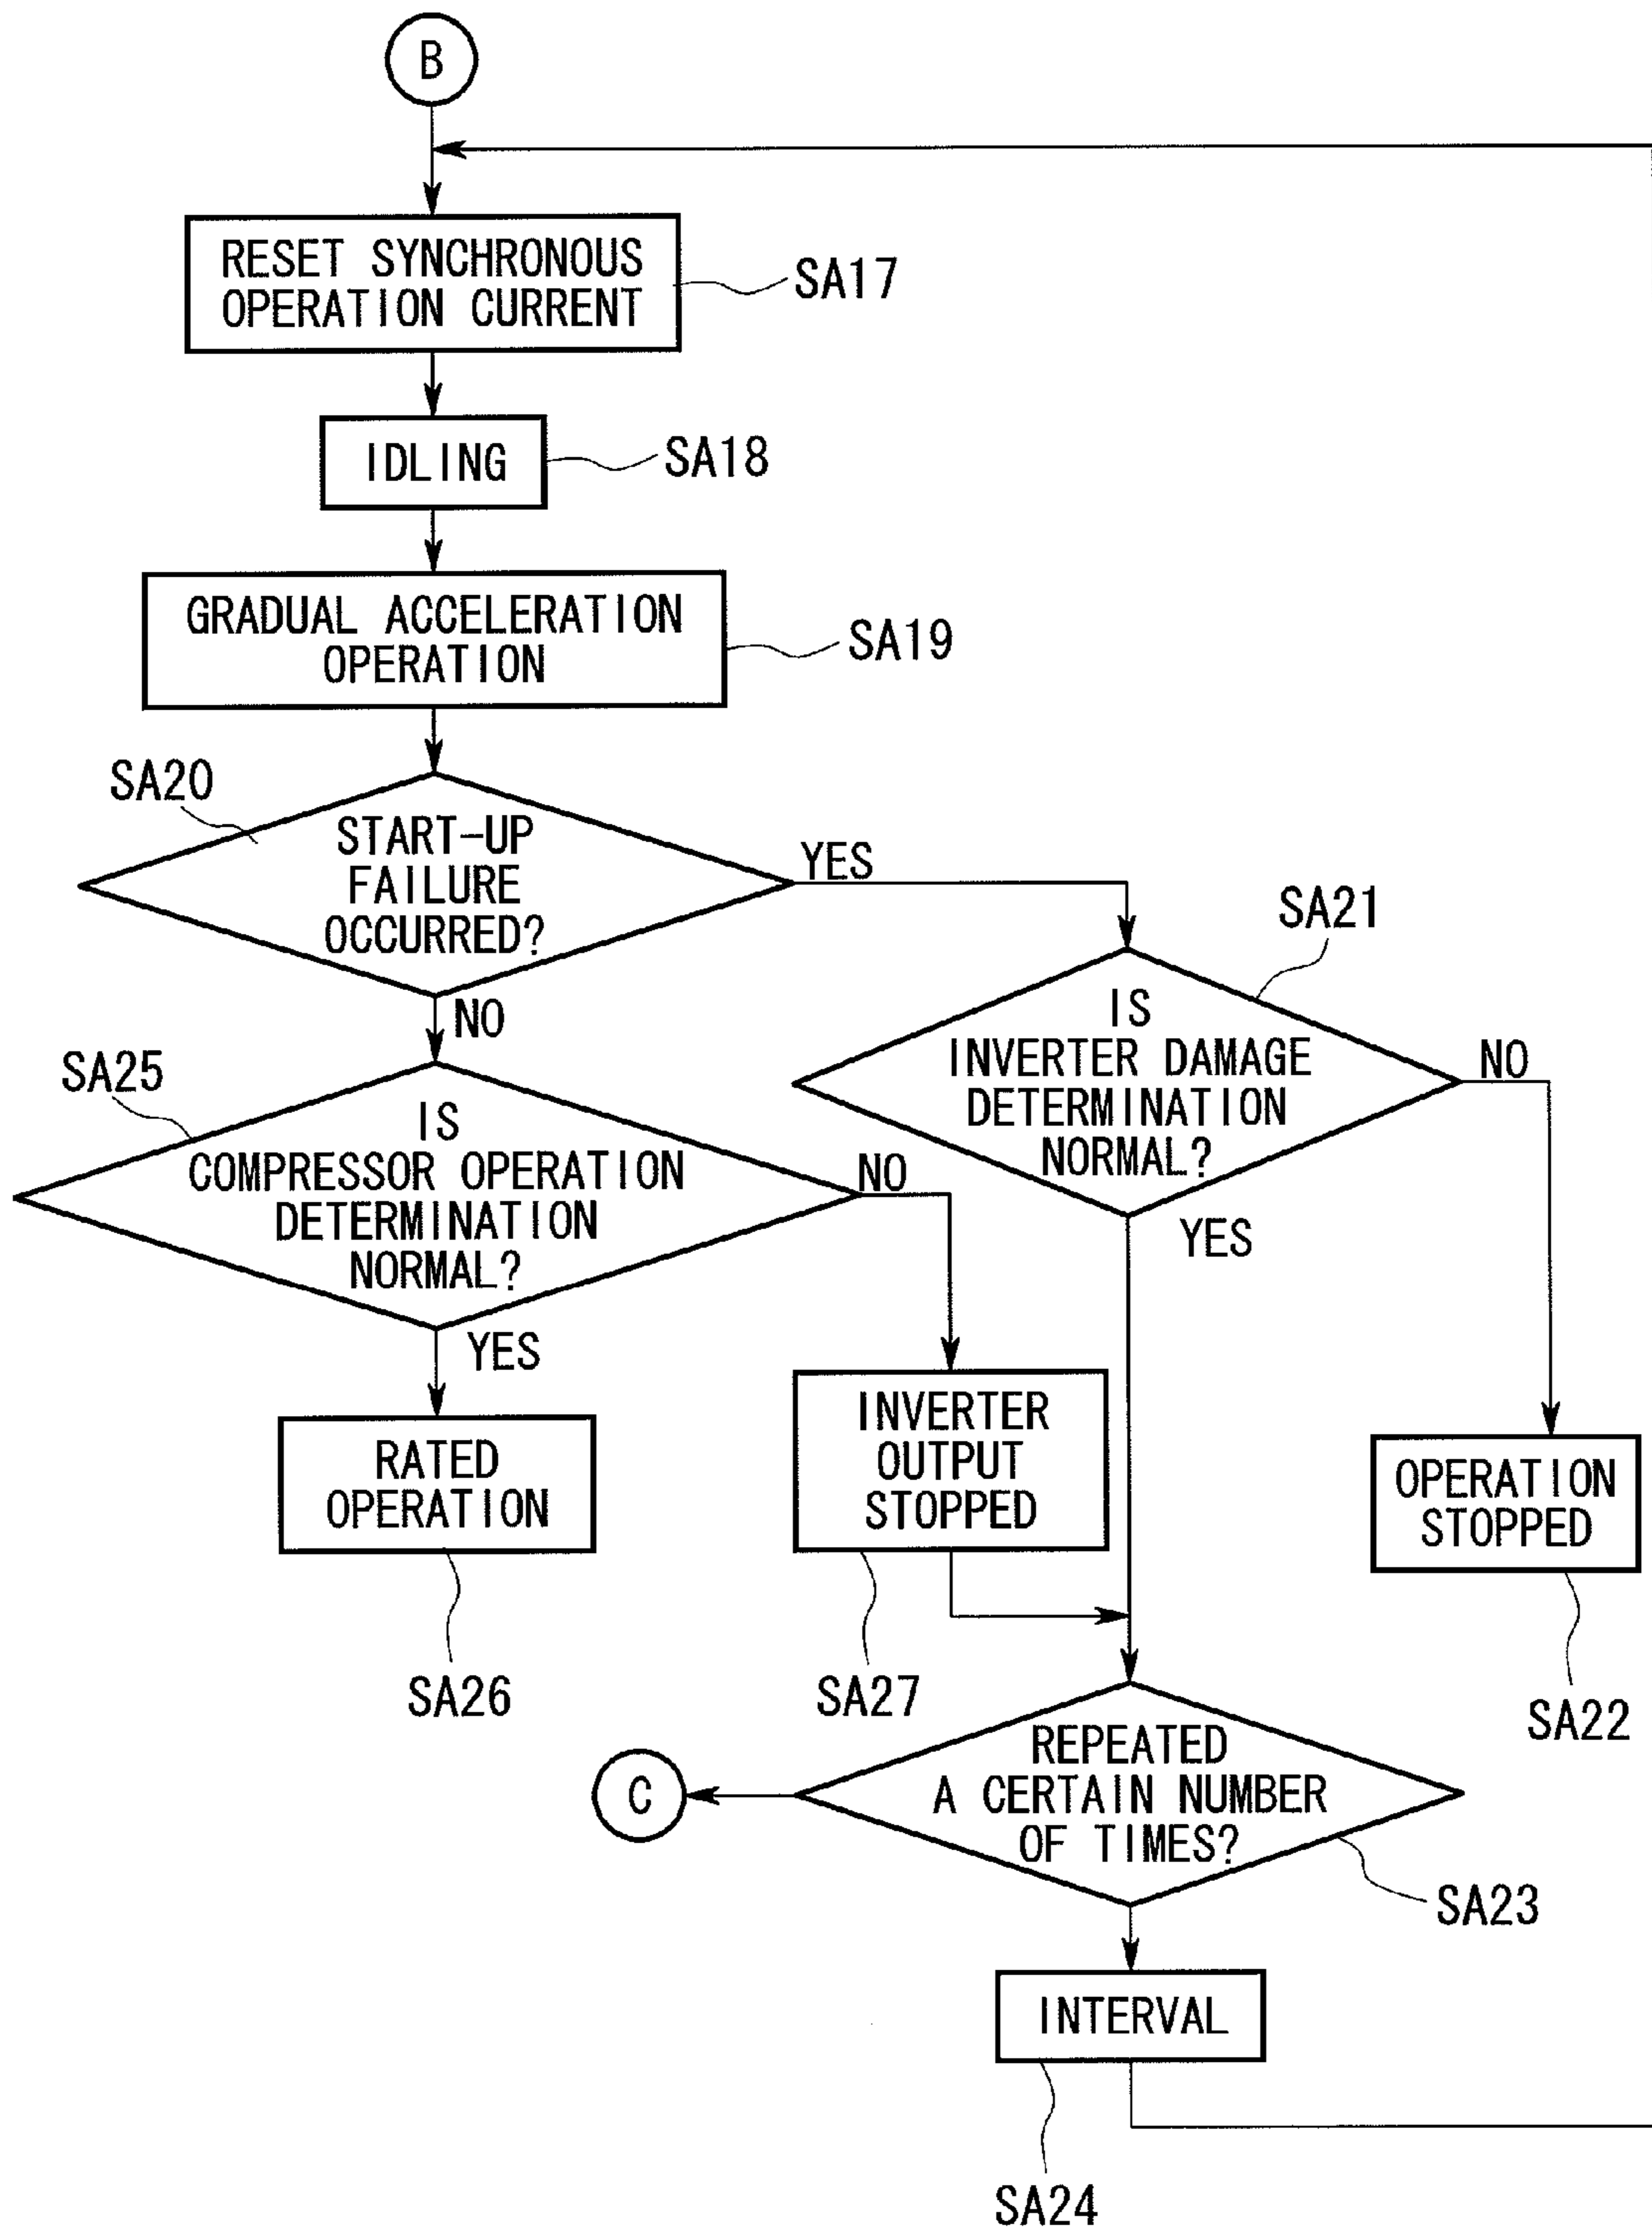 B
RESET SYNCHRONOUS
OPERATION CURRENT
SA17
IDLING
SA18
GRADUAL ACCELERATION
OPERATION
SA19
SA20
START-UP
FAILURE
OCCURRED?
YES
NO
SA21
IS
INVERTER DAMAGE
DETERMINATION
NORMAL?
NO
YES
SA25
IS
COMPRESSOR OPERATION
DETERMINATION
NORMAL?
NO
YES
RATED
OPERATION
SA26
INVERTER
OUTPUT
STOPPED
SA27
OPERATION
STOPPED
SA22
C
REPEATED
A CERTAIN NUMBER
OF TIMES?
SA23
INTERVAL
SA24